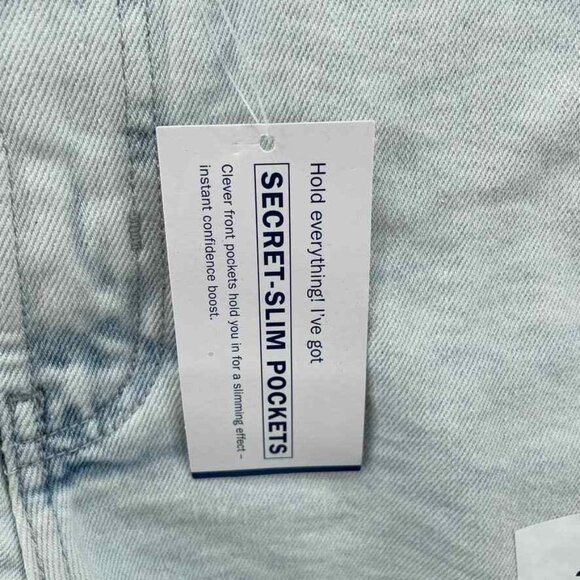 Hold everything! I've got
SECRET-SLIM POCKETS
Clever front pockets hold you in for a slimming effect –
instant confidence boost.